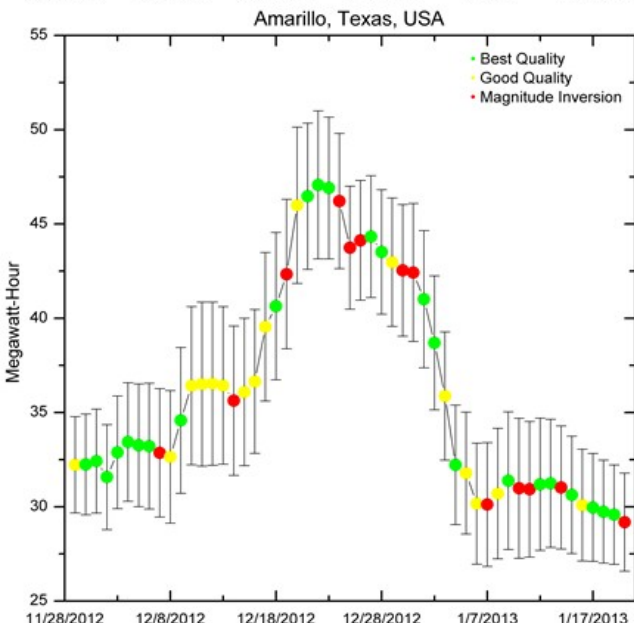 Amarillo, Texas, USA
55
Best Quality
Good Quality
Magnitude Inversion
50
45
40
Megawatt-Hour
35
30
25
11/28/2012 12/8/2012 12/18/2012 12/28/2012 1/7/2013 1/17/2013